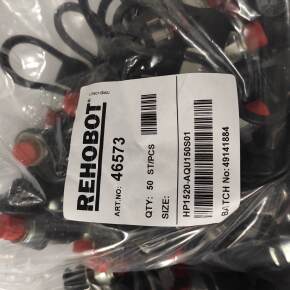 REHOBOT
ART.NO: 46573
QTY: 50 ST/PCS
SIZE:
HP1520-AQU150S01
BATCH No: 49141884